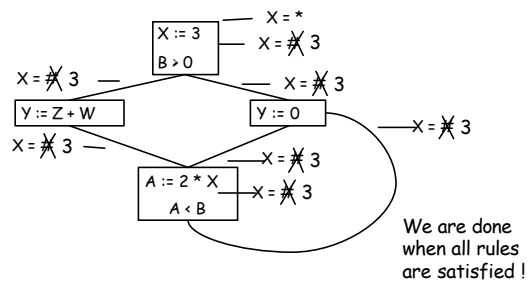 X = *
X := 3
X = # 3
B > 0
X = # 3
X = # 3
Y := Z + W
Y := 0
X = # 3
X = # 3
X = # 3
A := 2 * X
X = # 3
A < B
We are done
when all rules
are satisfied !